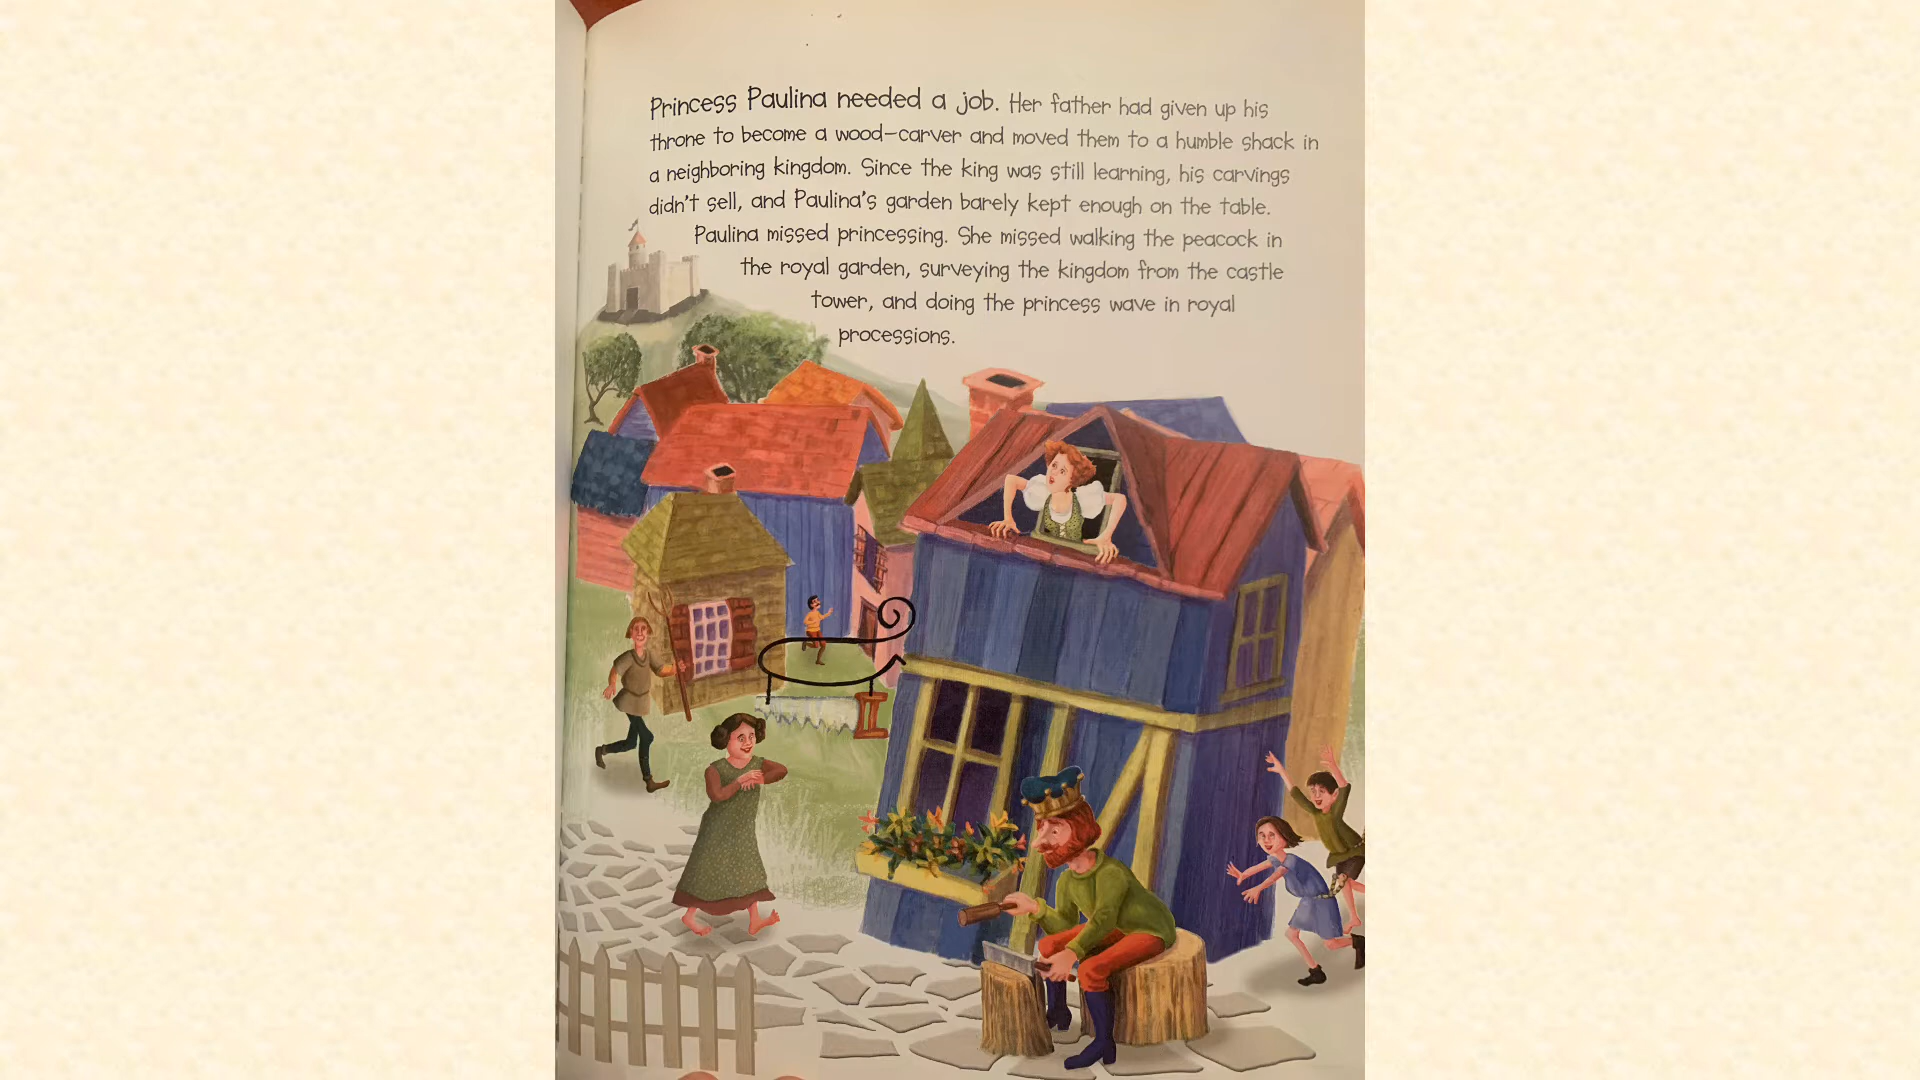 Princess Paulina needed a job. Her father had given up his
throne to become a wood-carver and moved them to a humble shack in
a neighboring kingdom. Since the king was still learning, his carvings
didn't sell, and Paulina's garden barely kept enough on the table.
Paulina missed princessing. She missed walking the peacock in
the royal garden, surveying the kingdom from the castle
tower, and doing the princess wave in royal
processions.